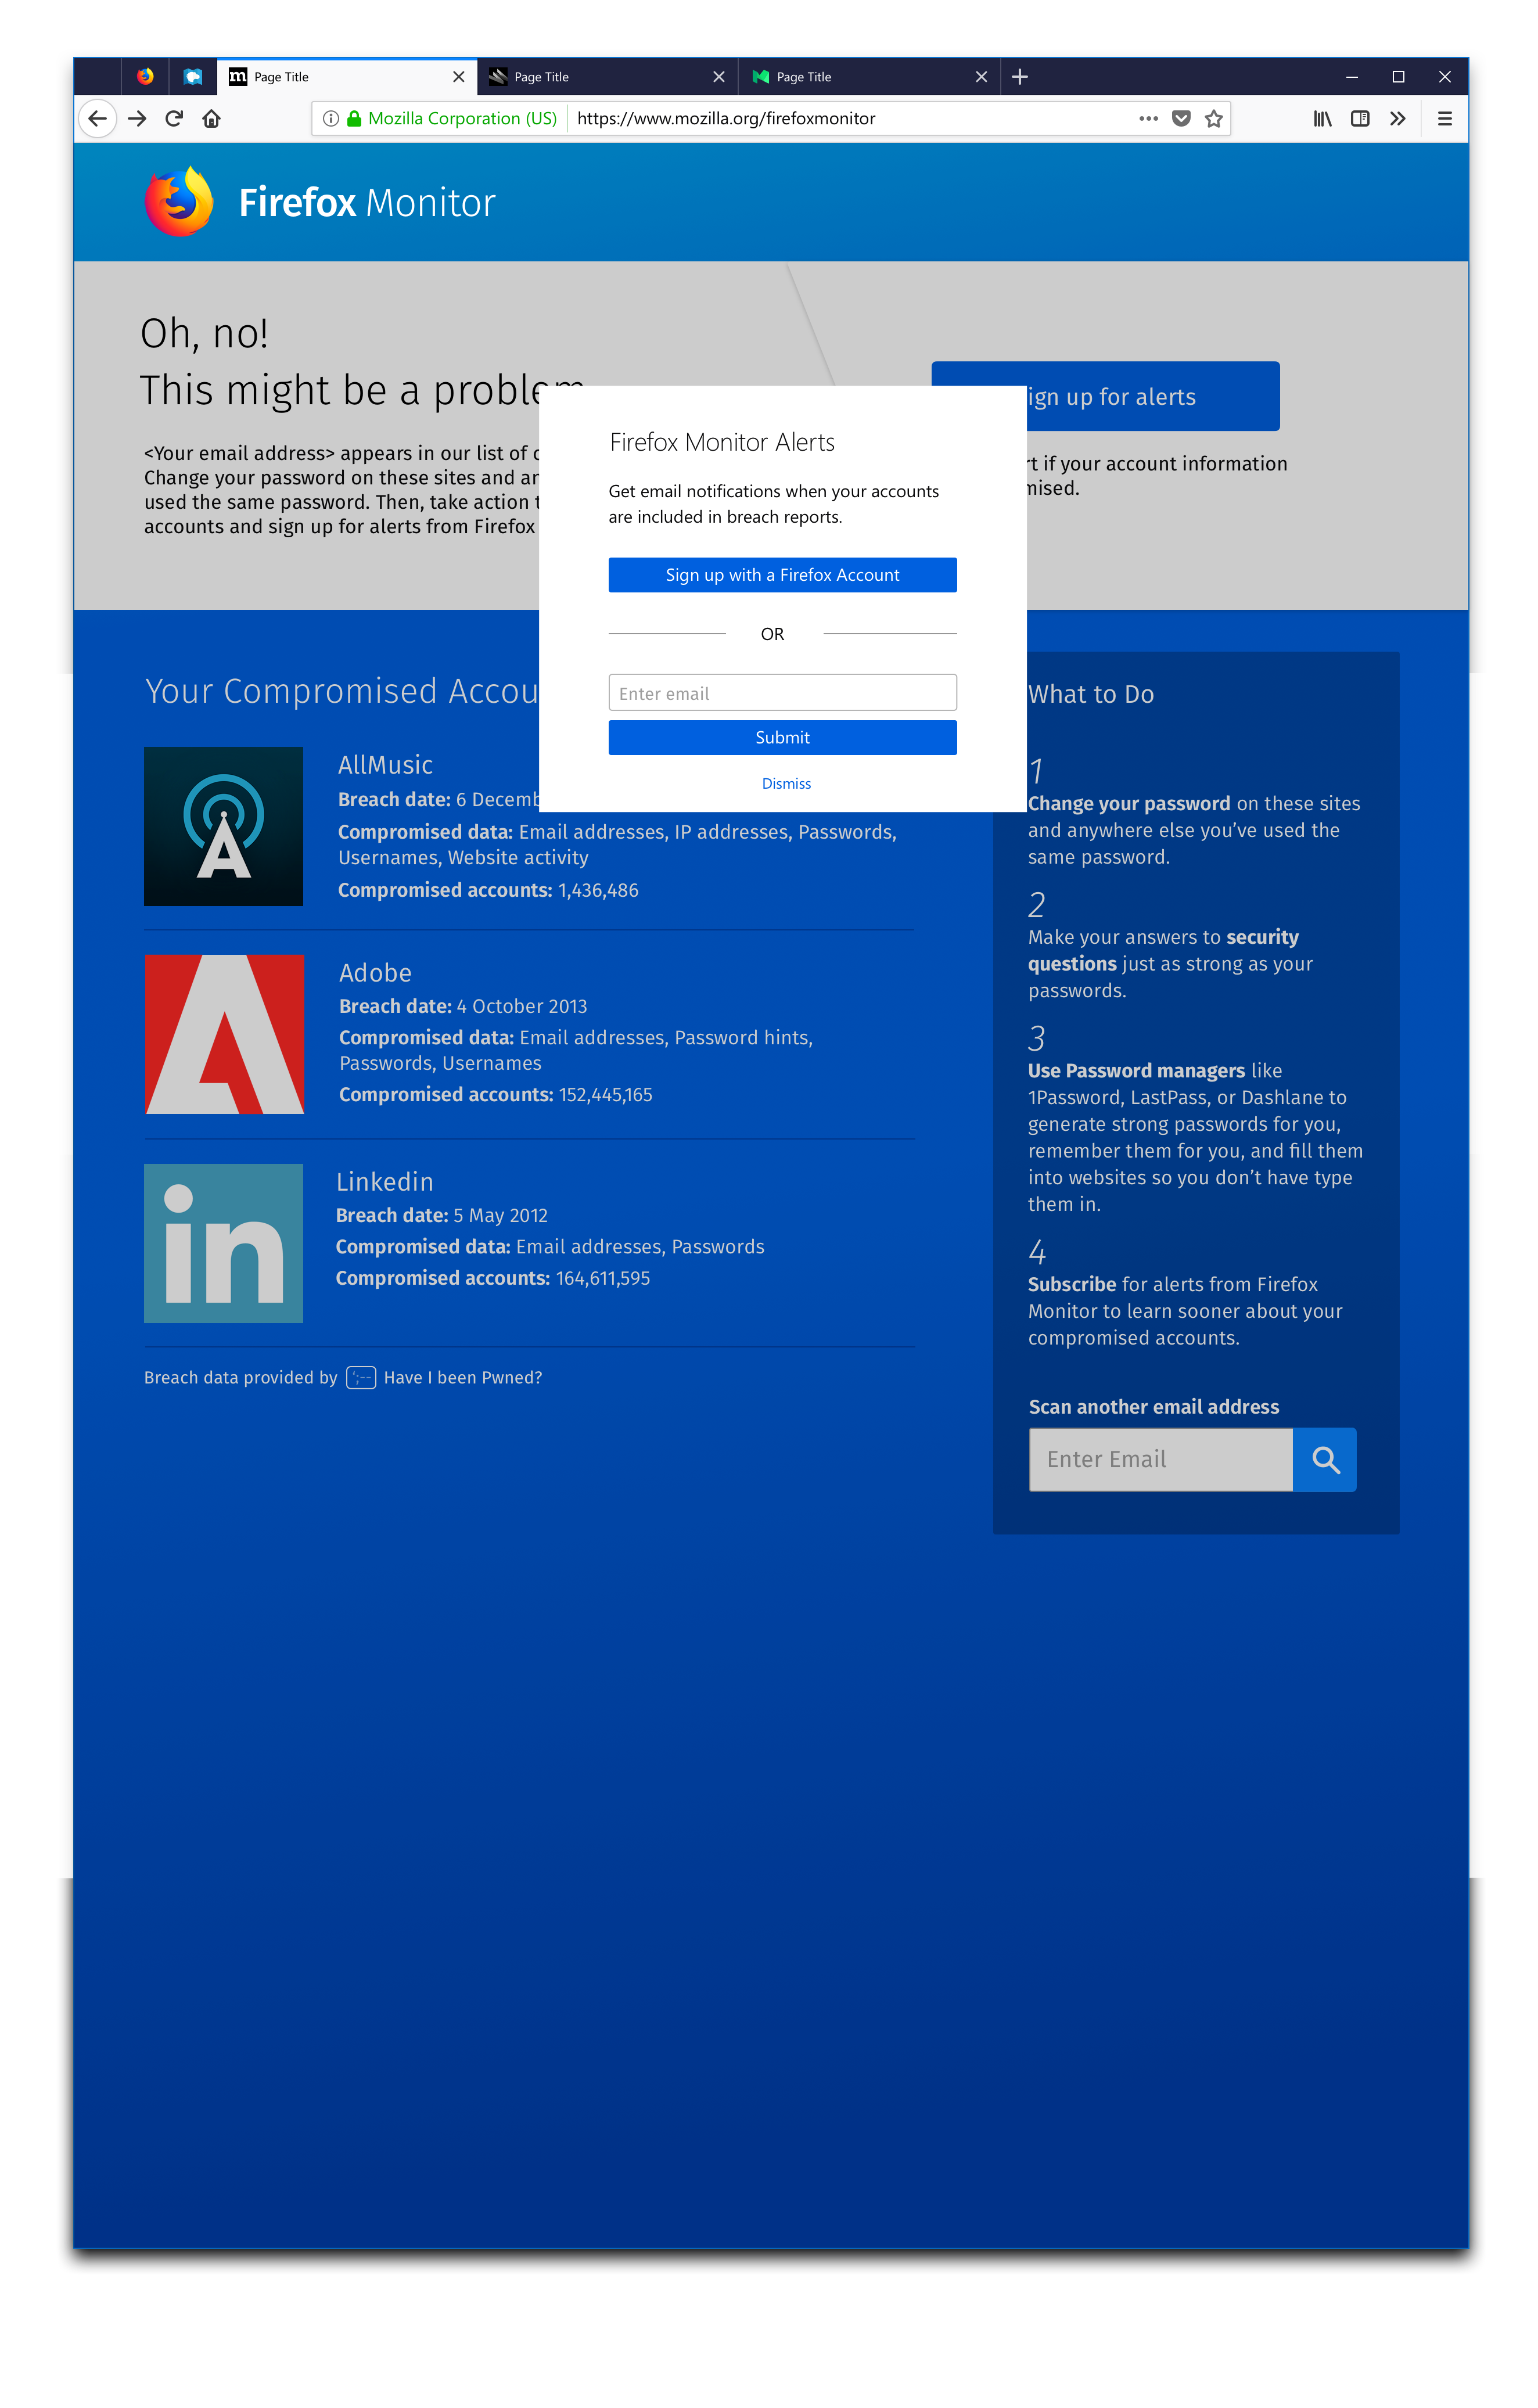 Page Title
Page Title
Page Title
Mozilla Corporation (US)
https://www.mozilla.org/firefoxmonitor
Firefox Monitor
Oh, no!
This might be a problem
<Your email address> appears in our list of
Change your password on these sites and
used the same password. Then, take action
accounts and sign up for alerts from Firefox
sign up for alerts
if your account information
Firefox Monitor Alerts
Get email notifications when your accounts
are included in breach reports.
Sign up with a Firefox Account
OR
Enter email
Submit
Dismiss
Your Compromised
AllMusic
Breach date: 6
Compromised data: Email addresses, IP addresses, Passwords,
Usernames, Website activity
Compromised accounts: 1,436,486
Adobe
Breach date: 4 October 2013
Compromised data: Email addresses, Password hints,
Passwords, Usernames
Compromised accounts: 152,445,165
in
Linkedin
Breach date: 5 May 2012
Compromised data: Email addresses, Passwords
Compromised accounts: 164,611,595
Breach data provided by ';-- Have I been Pwned?
What to Do
1
Change your password on these sites
and anywhere else you’ve used the
same password.
2
Make your answers to security
questions just as strong as your
passwords.
3
Use Password managers like
1Password, LastPass, or Dashlane to
generate strong passwords for you,
remember them for you, and fill them
into websites so you don’t have type
them in.
4
Subscribe for alerts from Firefox
Monitor to learn sooner about your
compromised accounts.
Scan another email address
Enter Email